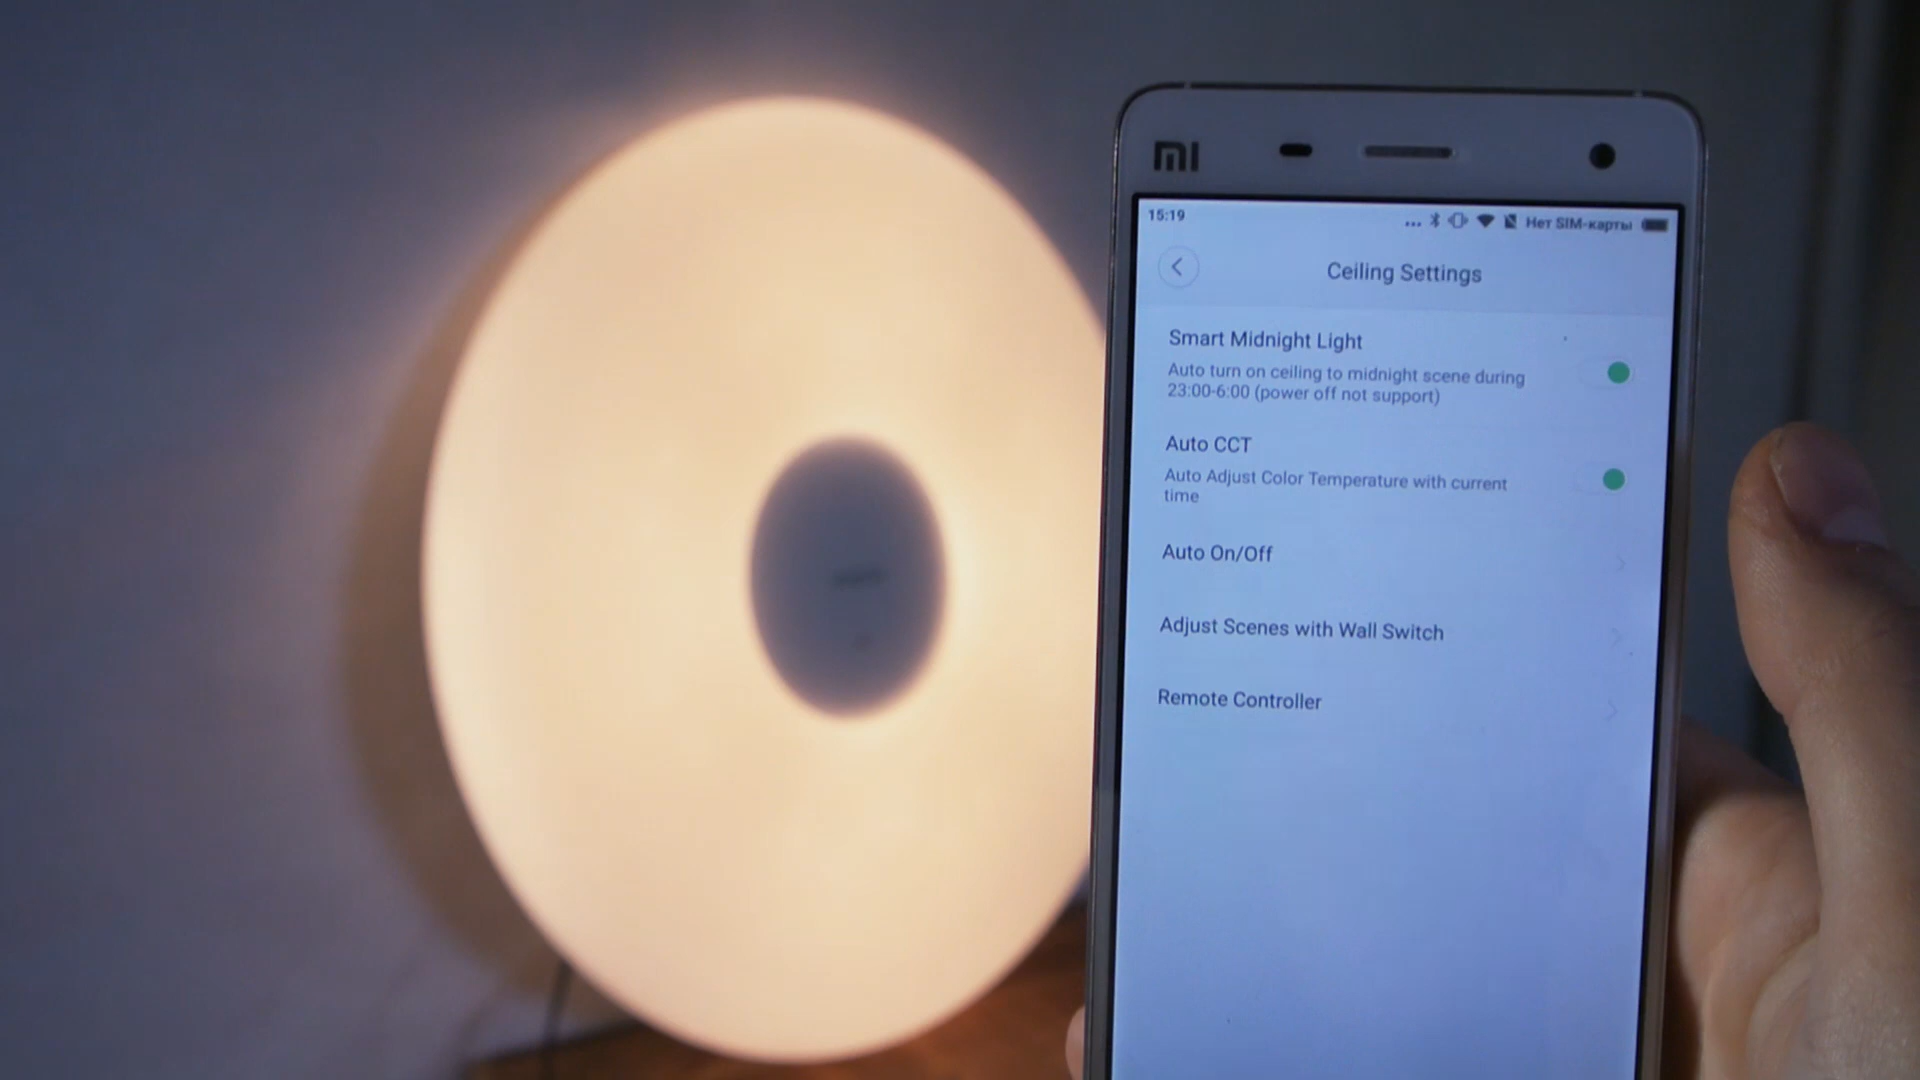 MI
15:19
... Нет SIM-карты
Ceiling Settings
Smart Midnight Light
Auto turn on ceiling to midnight scene during
23:00-6:00 (power off not support)
Auto CCT
Auto Adjust Color Temperature with current
time
Auto On/Off
Adjust Scenes with Wall Switch
Remote Controller